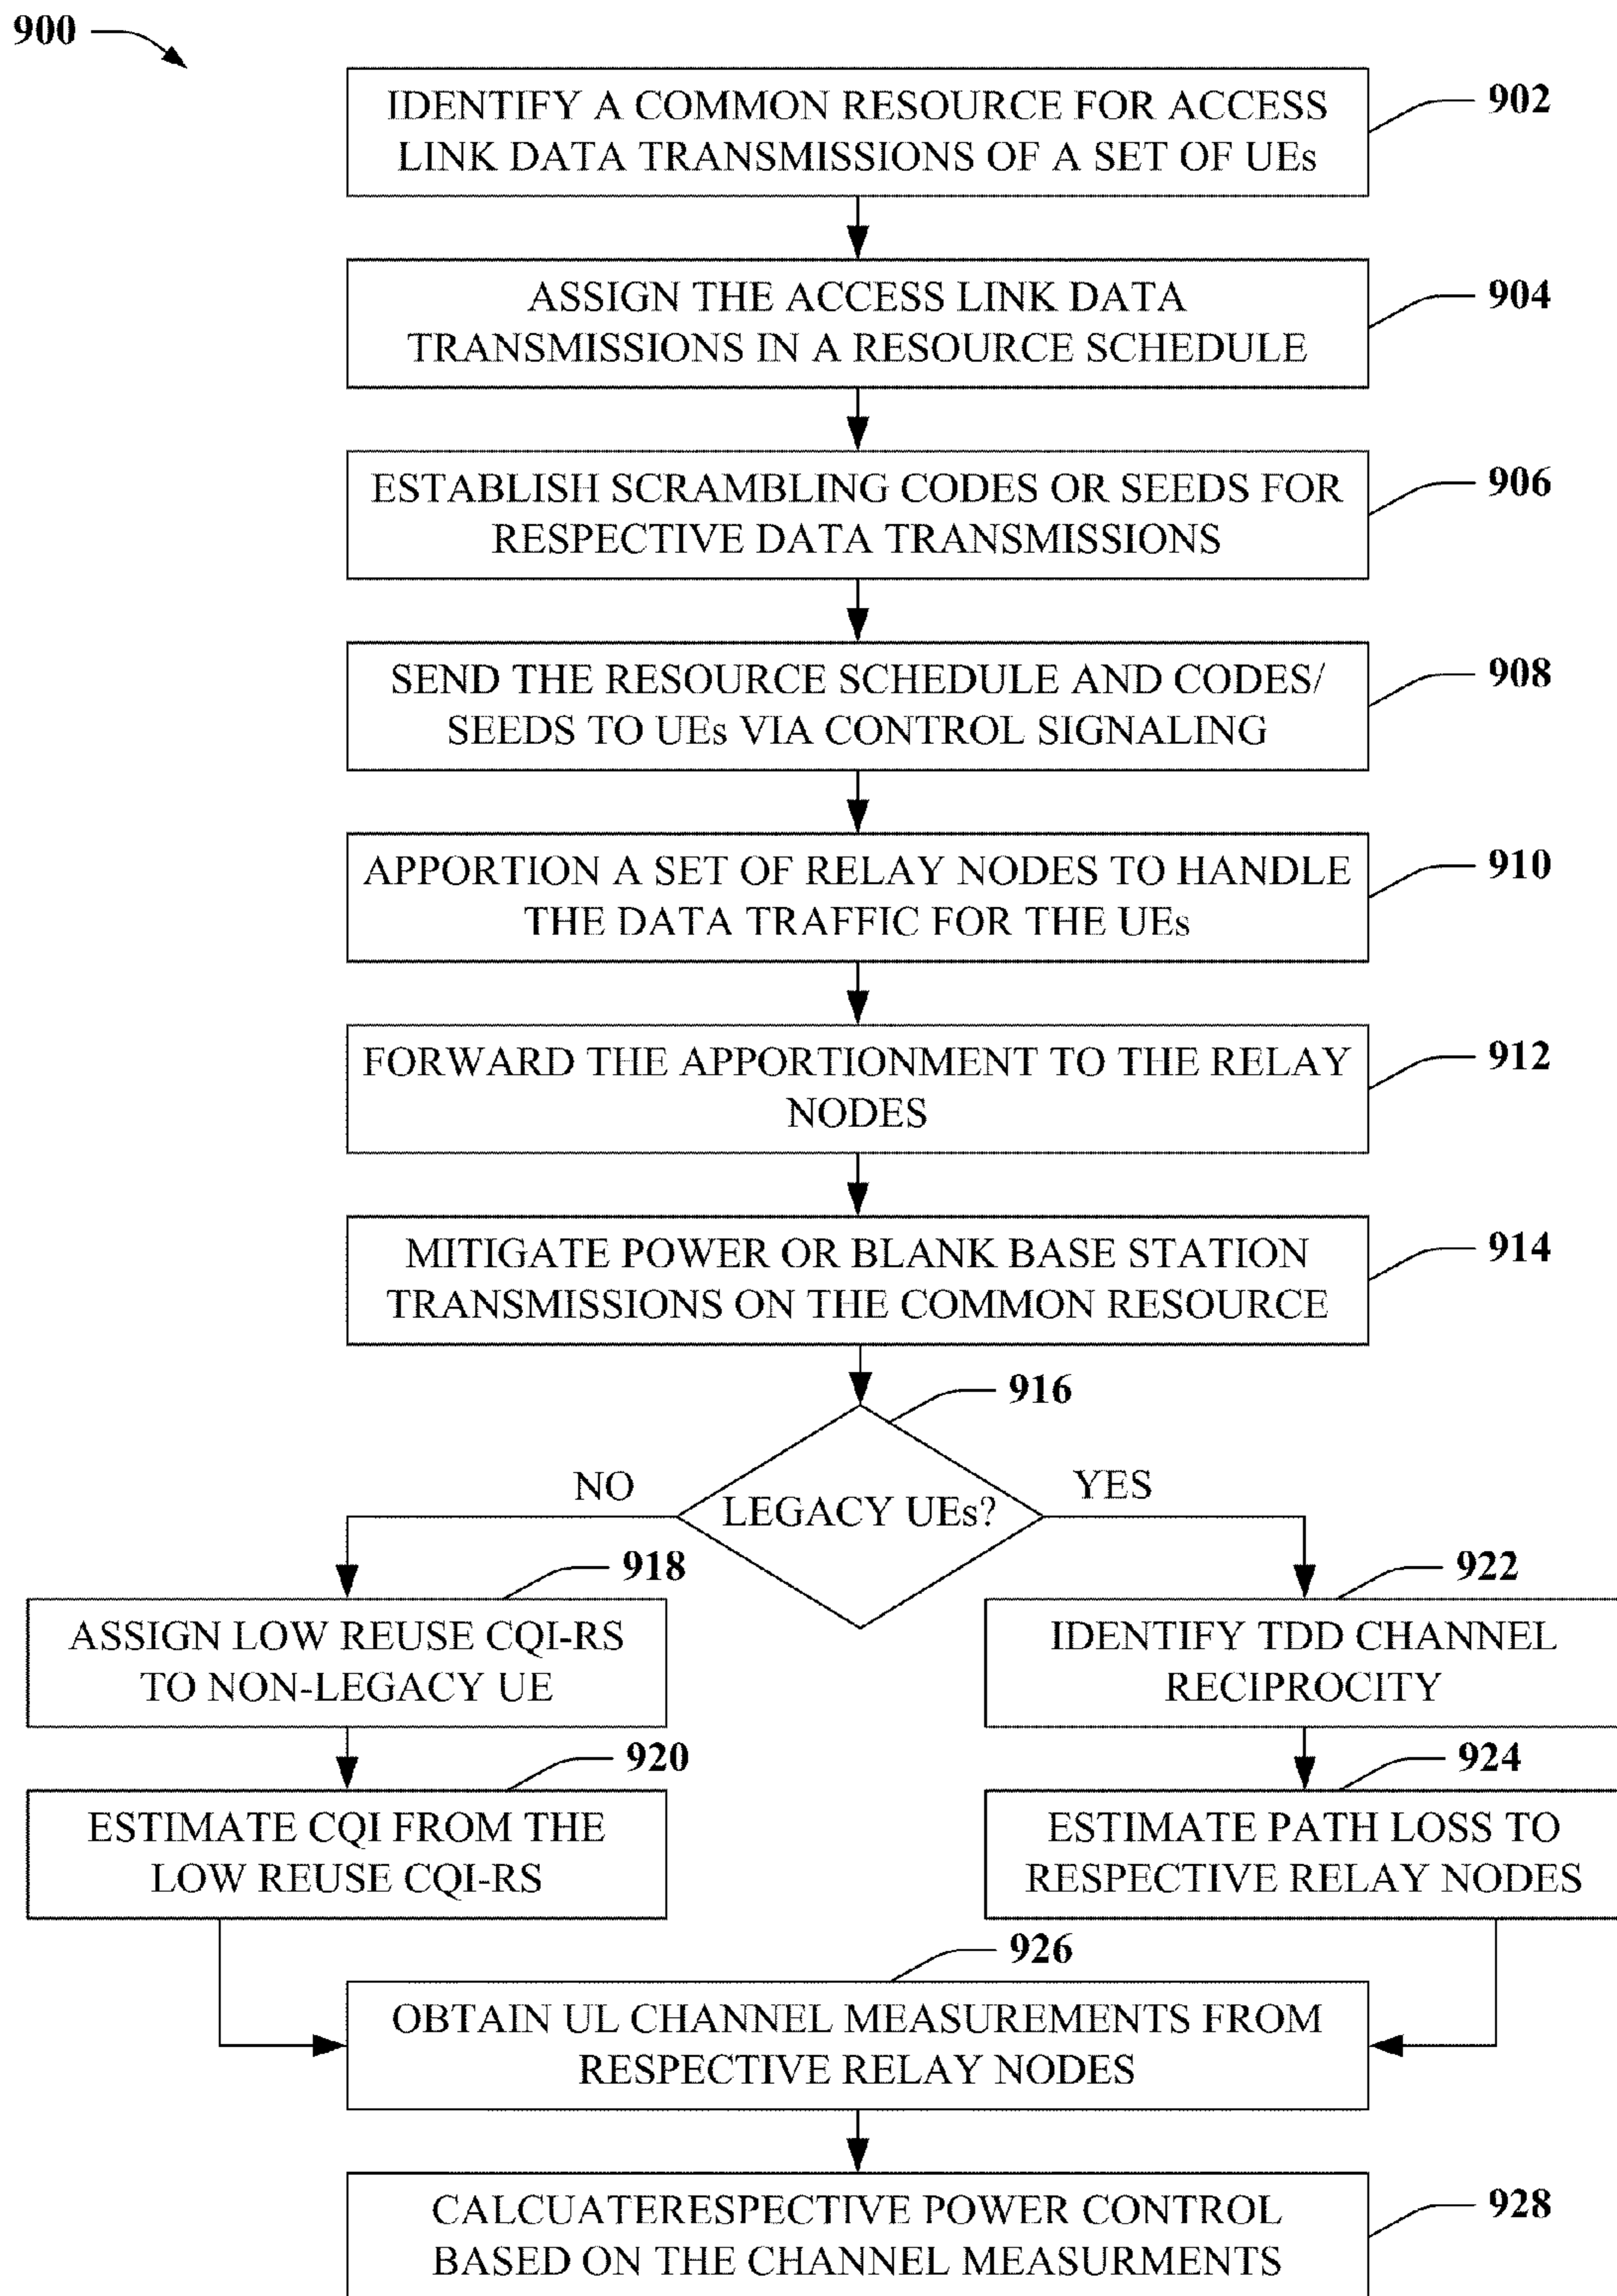 900
IDENTIFY A COMMON RESOURCE FOR ACCESS
LINK DATA TRANSMISSIONS OF A SET OF UEs
902
ASSIGN THE ACCESS LINK DATA
TRANSMISSIONS IN A RESOURCE SCHEDULE
904
ESTABLISH SCRAMBLING CODES OR SEEDS FOR
RESPECTIVE DATA TRANSMISSIONS
906
SEND THE RESOURCE SCHEDULE AND CODES/
SEEDS TO UEs VIA CONTROL SIGNALING
908
APPORTION A SET OF RELAY NODES TO HANDLE
THE DATA TRAFFIC FOR THE UEs
910
FORWARD THE APPORTIONMENT TO THE RELAY
NODES
912
MITIGATE POWER OR BLANK BASE STATION
TRANSMISSIONS ON THE COMMON RESOURCE
914
916
LEGACY UEs?
NO
YES
918
ASSIGN LOW REUSE CQI-RS
TO NON-LEGACY UE
920
ESTIMATE CQI FROM THE
LOW REUSE CQI-RS
922
IDENTIFY TDD CHANNEL
RECIPROCITY
924
ESTIMATE PATH LOSS TO
RESPECTIVE RELAY NODES
926
OBTAIN UL CHANNEL MEASUREMENTS FROM
RESPECTIVE RELAY NODES
CALCUATERESPECTIVE POWER CONTROL
BASED ON THE CHANNEL MEASURMENTS
928